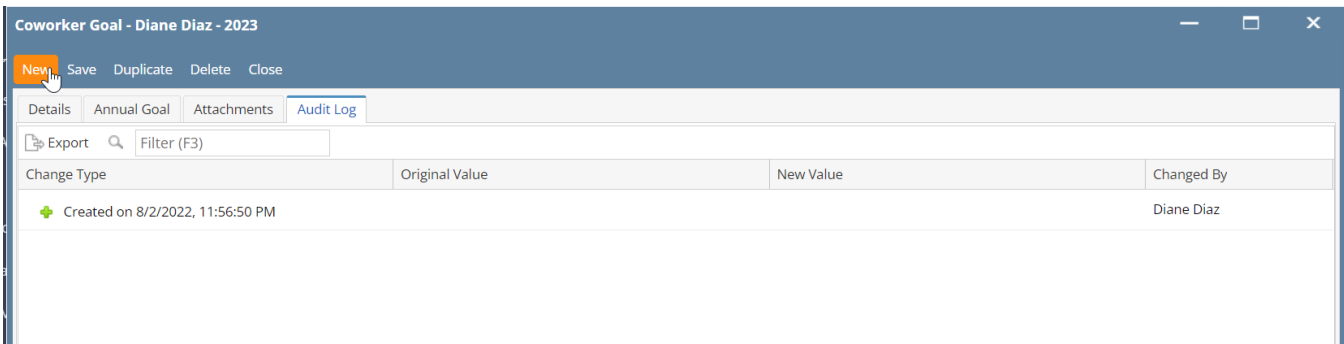 Coworker Goal - Diane Diaz - 2023
New Save Duplicate Delete Close
Details Annual Goal Attachments Audit Log
Export Filter (F3)
Change Type Original Value New Value Changed By
Created on 8/2/2022, 11:56:50 PM Diane Diaz